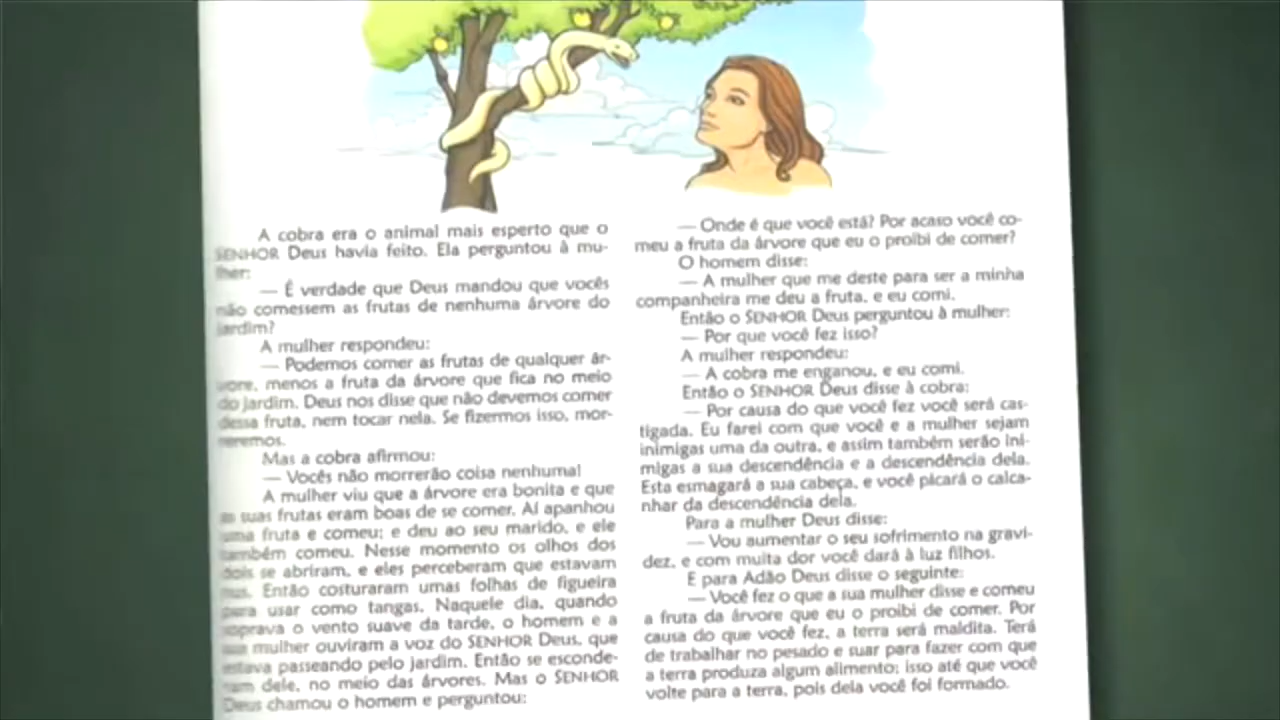 A cobra era o animal mais esperto que o
SENHOR Deus havia feito. Ela perguntou à mu-
lher:
— É verdade que Deus mandou que vocês
não comessem as frutas de nenhuma árvore do
jardim?
A mulher respondeu:
— Podemos comer as frutas de qualquer ár-
vore, menos a fruta da árvore que fica no meio
do jardim. Deus nos disse que não devemos comer
dessa fruta, nem tocar nela. Se fizermos isso, mor-
reremos.
Mas a cobra afirmou:
— Vocês não morrerão coisa nenhuma!
A mulher viu que a árvore era bonita e que
as suas frutas eram boas de se comer. Aí apanhou
uma fruta e comeu; e deu ao seu marido, e ele
também comeu. Nesse momento os olhos dos
dois se abriram, e eles perceberam que estavam
nus. Então costuraram umas folhas de figueira
para usar como tangas. Naquele dia, quando
soprava o vento suave da tarde, o homem e a
sua mulher ouviram a voz do SENHOR Deus, que
estava passeando pelo jardim. Então se esconde-
ram dele, no meio das árvores. Mas o SENHOR
Deus chamou o homem e perguntou:
— Onde é que você está? Por acaso você co-
meu a fruta da árvore que eu o proibi de comer?
O homem disse:
— A mulher que me deste para ser a minha
companheira me deu a fruta, e eu comi.
Então o SENHOR Deus perguntou à mulher:
— Por que você fez isso?
A mulher respondeu:
— A cobra me enganou, e eu comi.
Então o SENHOR Deus disse à cobra:
— Por causa do que você fez você será cas-
tigada. Eu farei com que você e a mulher sejam
inimigas uma da outra, e assim também serão ini-
migas a sua descendência e a descendência dela.
Esta esmagará a sua cabeça, e você picará o calca-
nhar da descendência dela.
Para a mulher Deus disse:
— Vou aumentar o seu sofrimento na gravi-
dez, e com muita dor você dará à luz filhos.
E para Adão Deus disse o seguinte:
— Você fez o que a sua mulher disse e comeu
a fruta da árvore que eu o proibi de comer. Por
causa do que você fez, a terra será maldita. Terá
de trabalhar no pesado e suar para fazer com que
a terra produza algum alimento; isso até que você
volte para a terra, pois dela você foi formado.